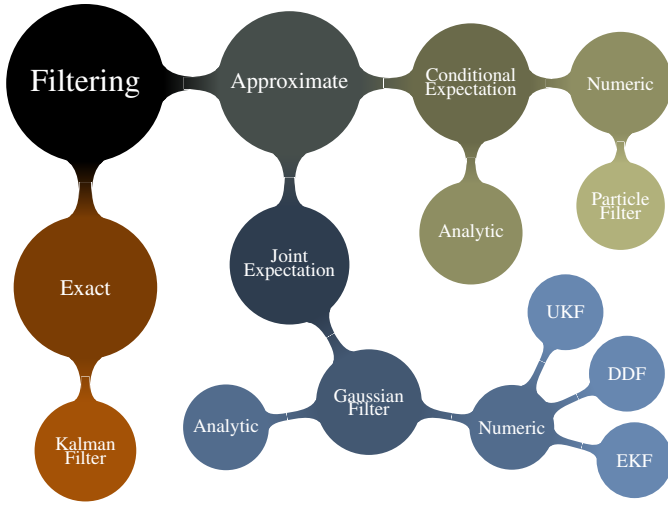 Filtering
Approximate
Conditional
Expectation
Numeric
Particle
Filter
Analytic
Joint
Expectation
Exact
UKF
DDF
Gaussian
Filter
Analytic
Numeric
Kalman
Filter
EKF